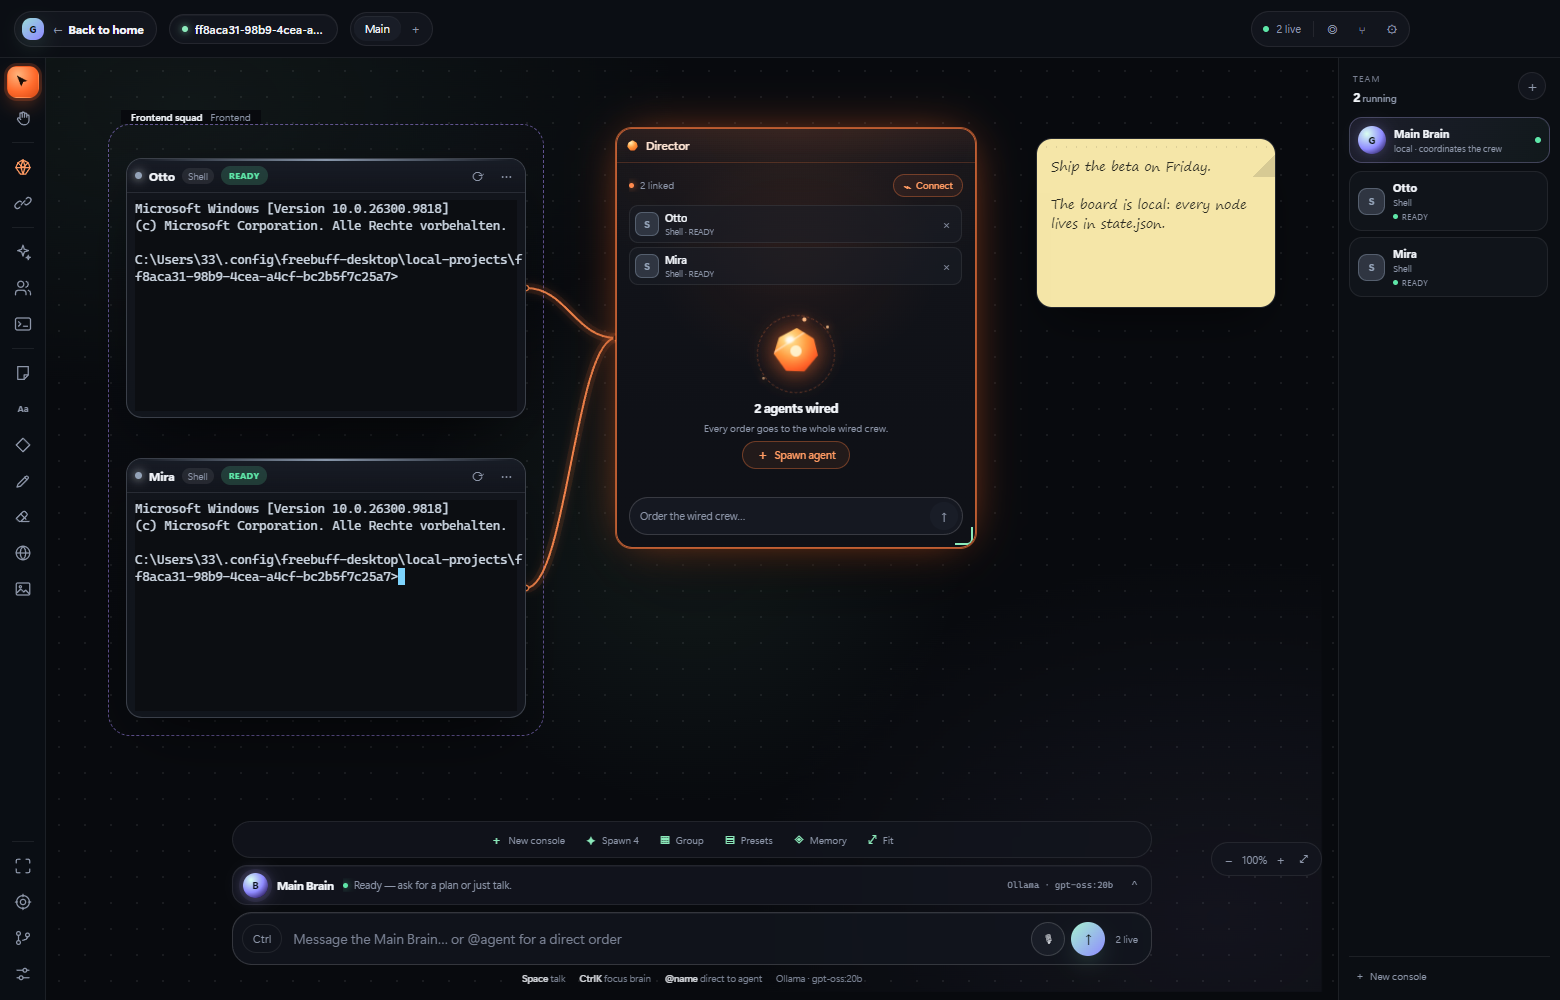 G ← Back to home
ff8aca31-98b9-4cea-a...
Main +
2 live
Frontend squad Frontend
Otto Shell READY
Microsoft Windows [Version 10.0.26300.9818]
(c) Microsoft Corporation. Alle Rechte vorbehalten.
C:\Users\33\.config\freebuff-desktop\local-projects\f
f8aca31-98b9-4cea-a4cf-bc2b5f7c25a7>
Mira Shell READY
Microsoft Windows [Version 10.0.26300.9818]
(c) Microsoft Corporation. Alle Rechte vorbehalten.
C:\Users\33\.config\freebuff-desktop\local-projects\f
f8aca31-98b9-4cea-a4cf-bc2b5f7c25a7>
Aa
Director
2 linked
Connect
S Otto
Shell · READY
×
S Mira
Shell · READY
×
2 agents wired
Every order goes to the whole wired crew.
+ Spawn agent
Order the wired crew... ↑
Ship the beta on Friday.
The board is local: every node
lives in state.json.
TEAM
2 running
+
G Main Brain
local · coordinates the crew
S Otto
Shell
READY
S Mira
Shell
READY
+ New console Spawn 4 Group Presets Memory Fit
B Main Brain Ready — ask for a plan or just talk. Ollama · gpt-oss:20b ^
Ctrl Message the Main Brain... or @agent for a direct order ↑ 2 live
Space talk CtrlK focus brain @name direct to agent Ollama · gpt-oss:20b
− 100% +
+ New console